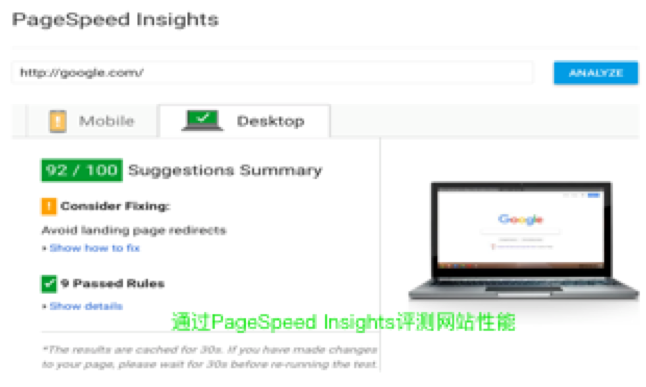 PageSpeed Insights
http://google.com/
ANALYZE
Mobile
Desktop
92 / 100 Suggestions Summary
! Consider Fixing:
Avoid landing page redirects
Show how to fix
9 Passed Rules
Show details
Google
通过PageSpeed Insights评测网站性能
*The results are cached for 30s. If you have made changes
to your page, please wait for 30s before re-running the test.